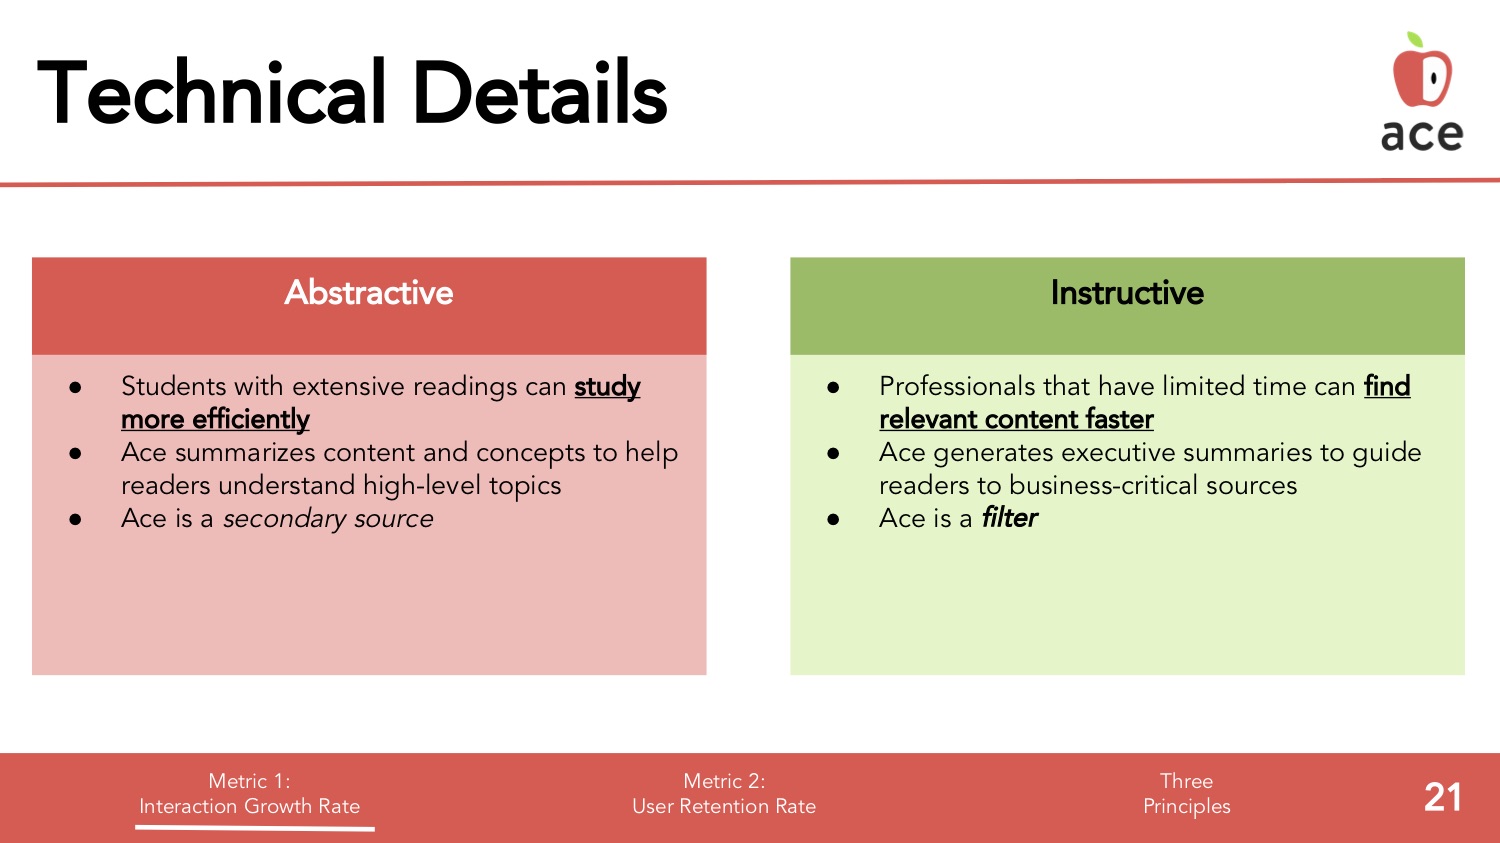 Technical Details
ace
Abstractive
● Students with extensive readings can study
more efficiently
● Ace summarizes content and concepts to help
readers understand high-level topics
● Ace is a secondary source
Instructive
● Professionals that have limited time can find
relevant content faster
● Ace generates executive summaries to guide
readers to business-critical sources
● Ace is a filter
Metric 1:
Interaction Growth Rate
Metric 2:
User Retention Rate
Three
Principles
21